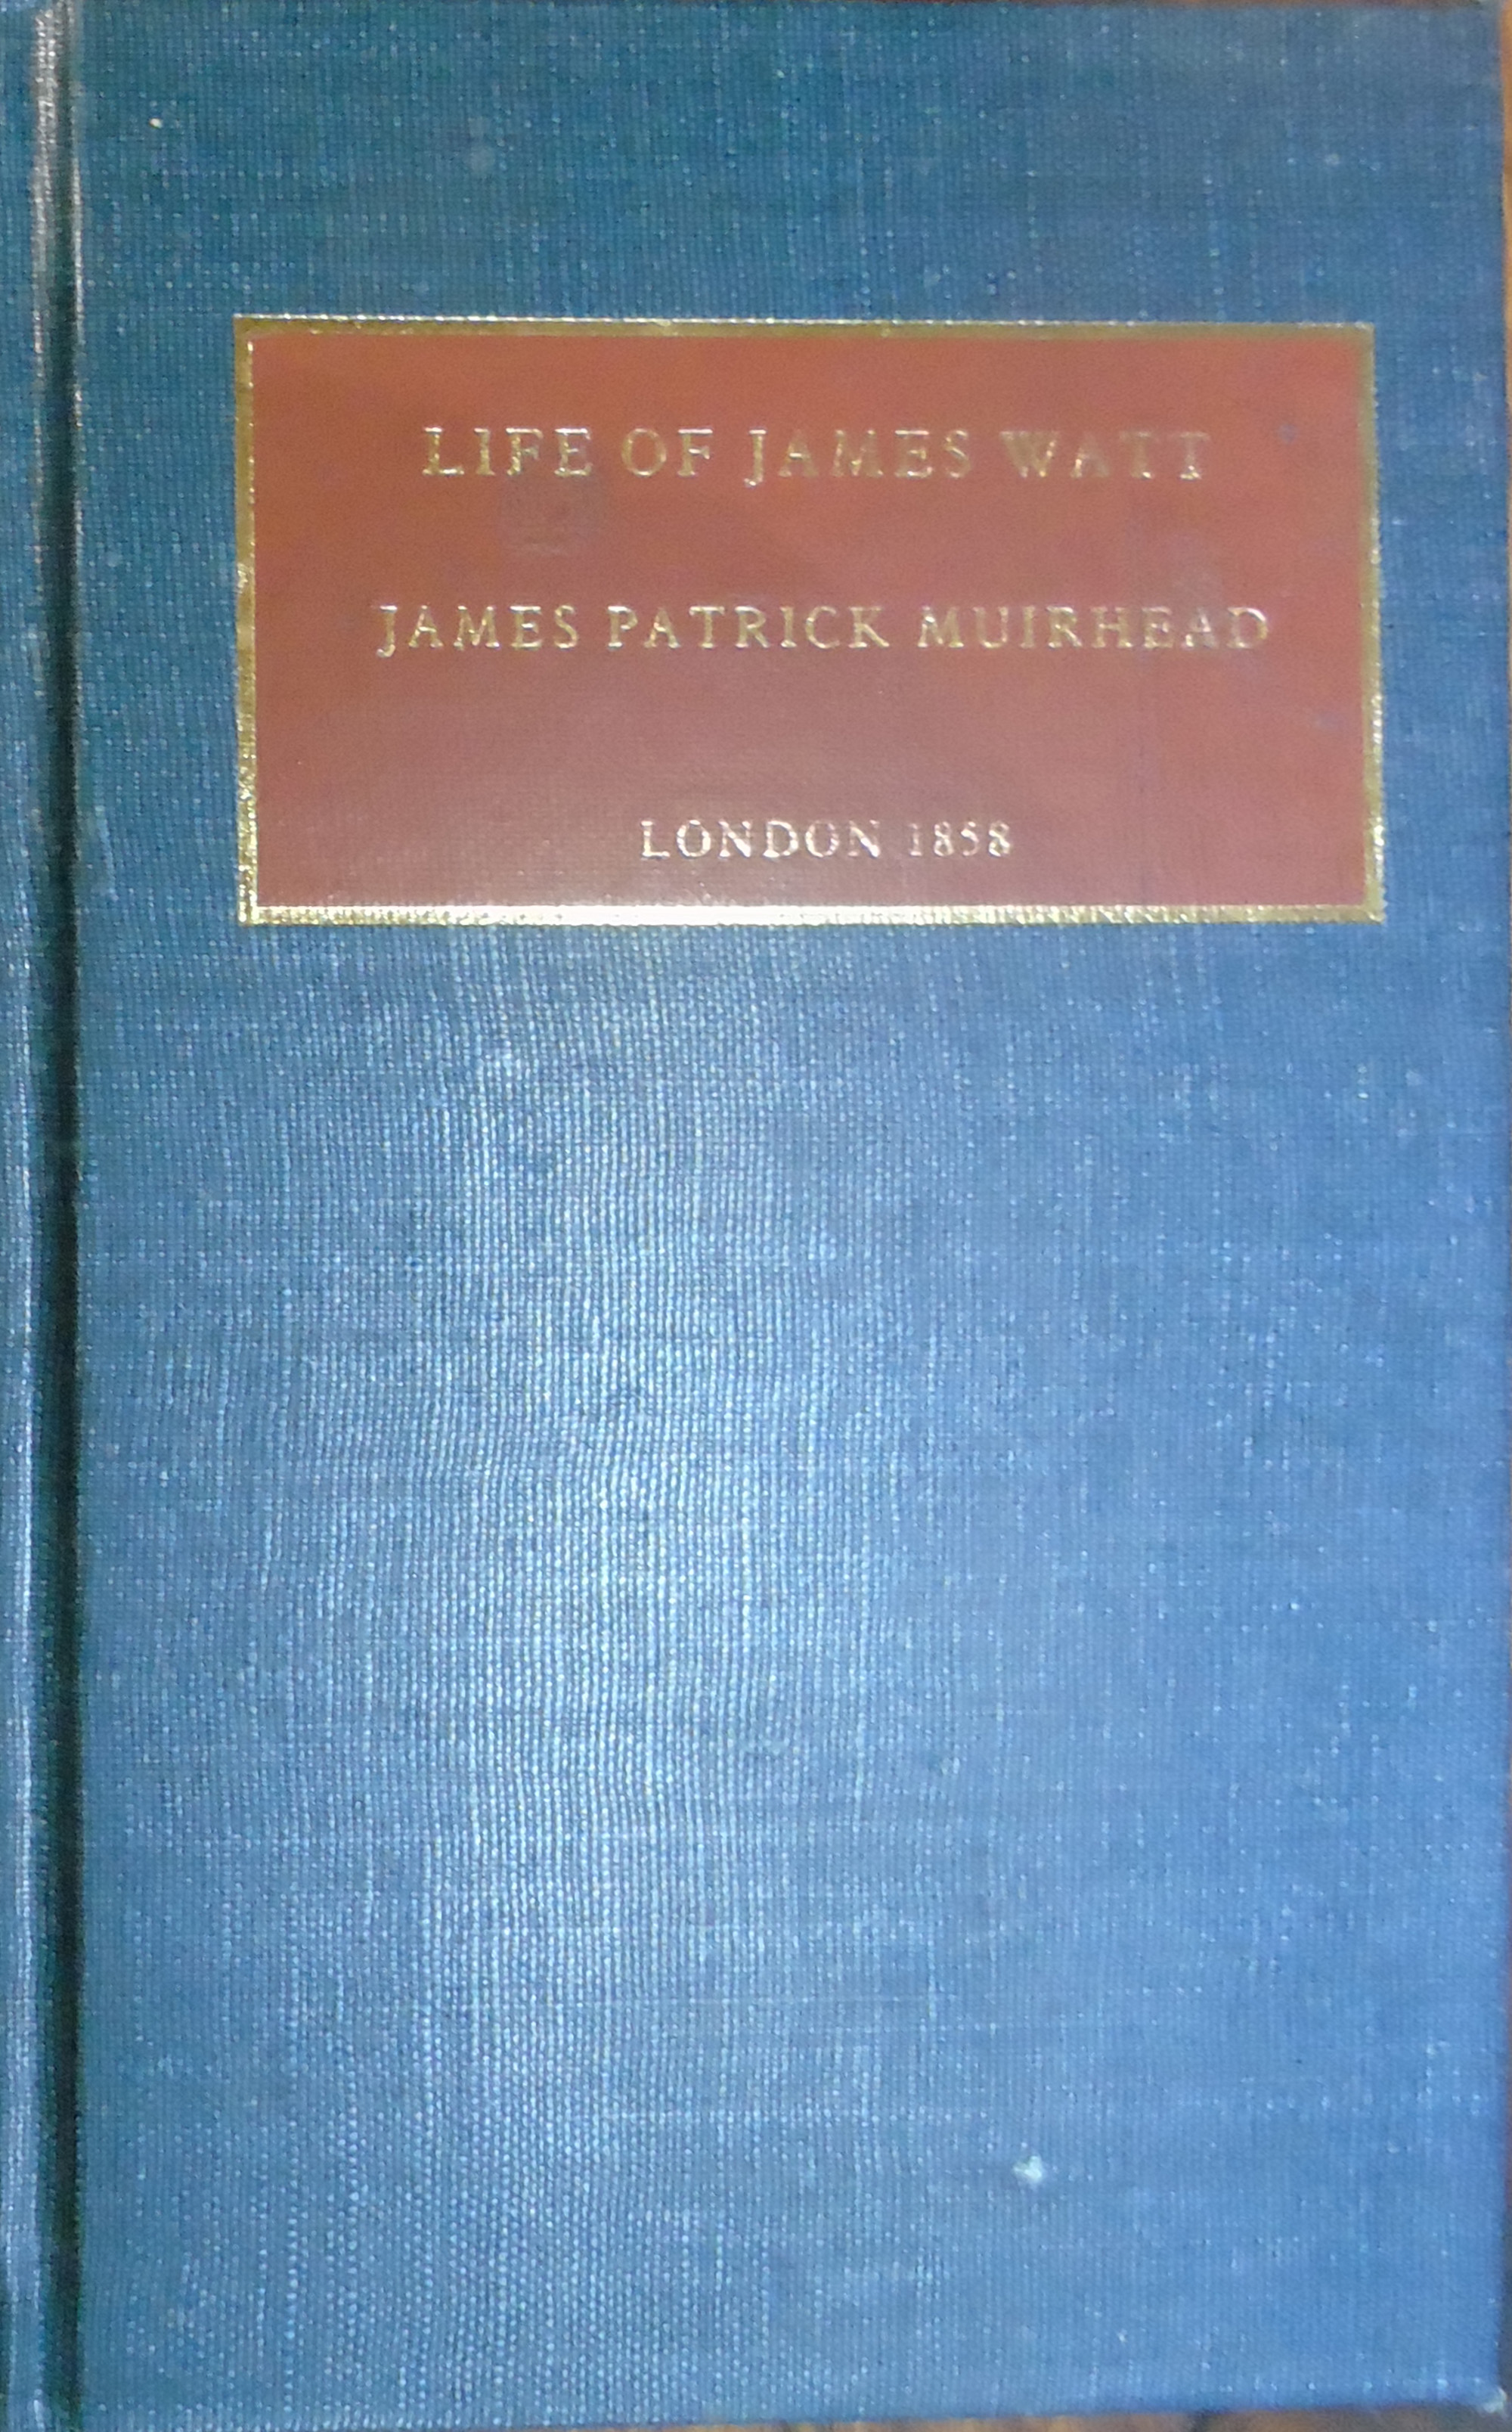 LIFE OF JAMES WATT
JAMES PATRICK MUIRHEAD
LONDON 1858